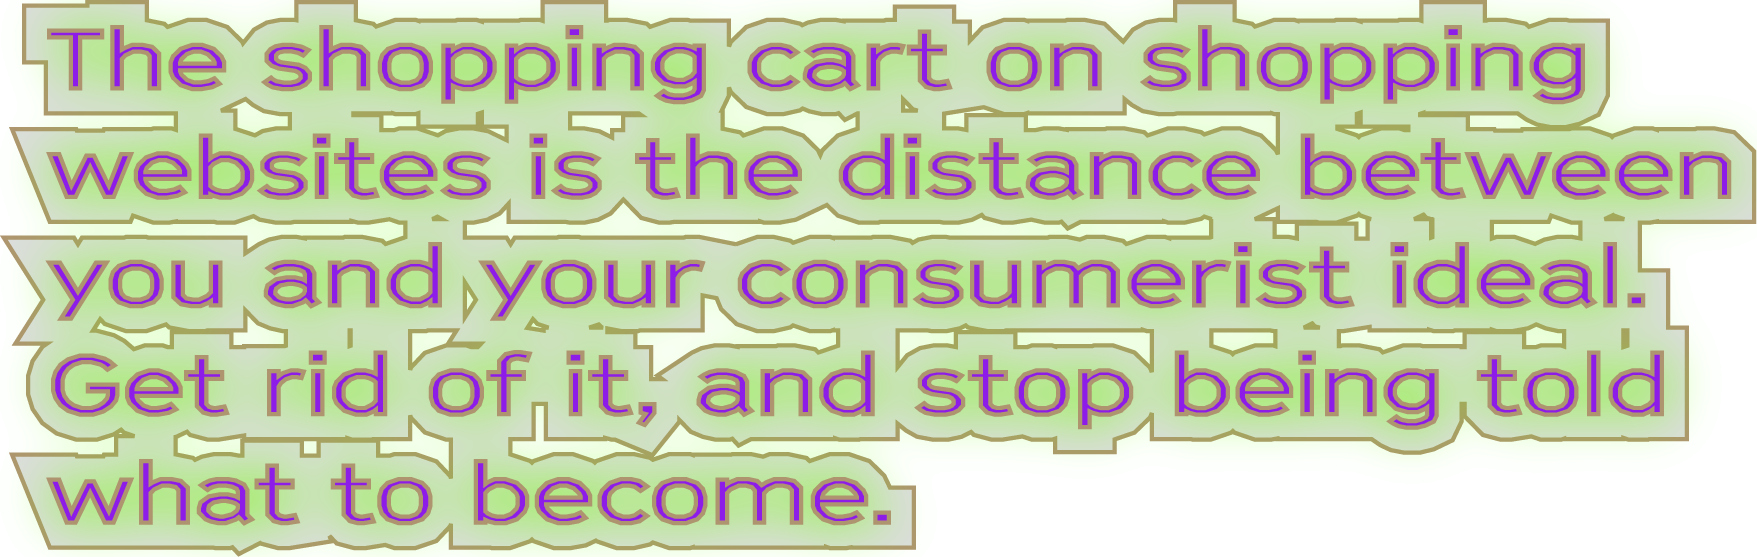 The shopping cart on shopping
websites is the distance between
you and your consumerist ideal.
Get rid of it, and stop being told
what to become.